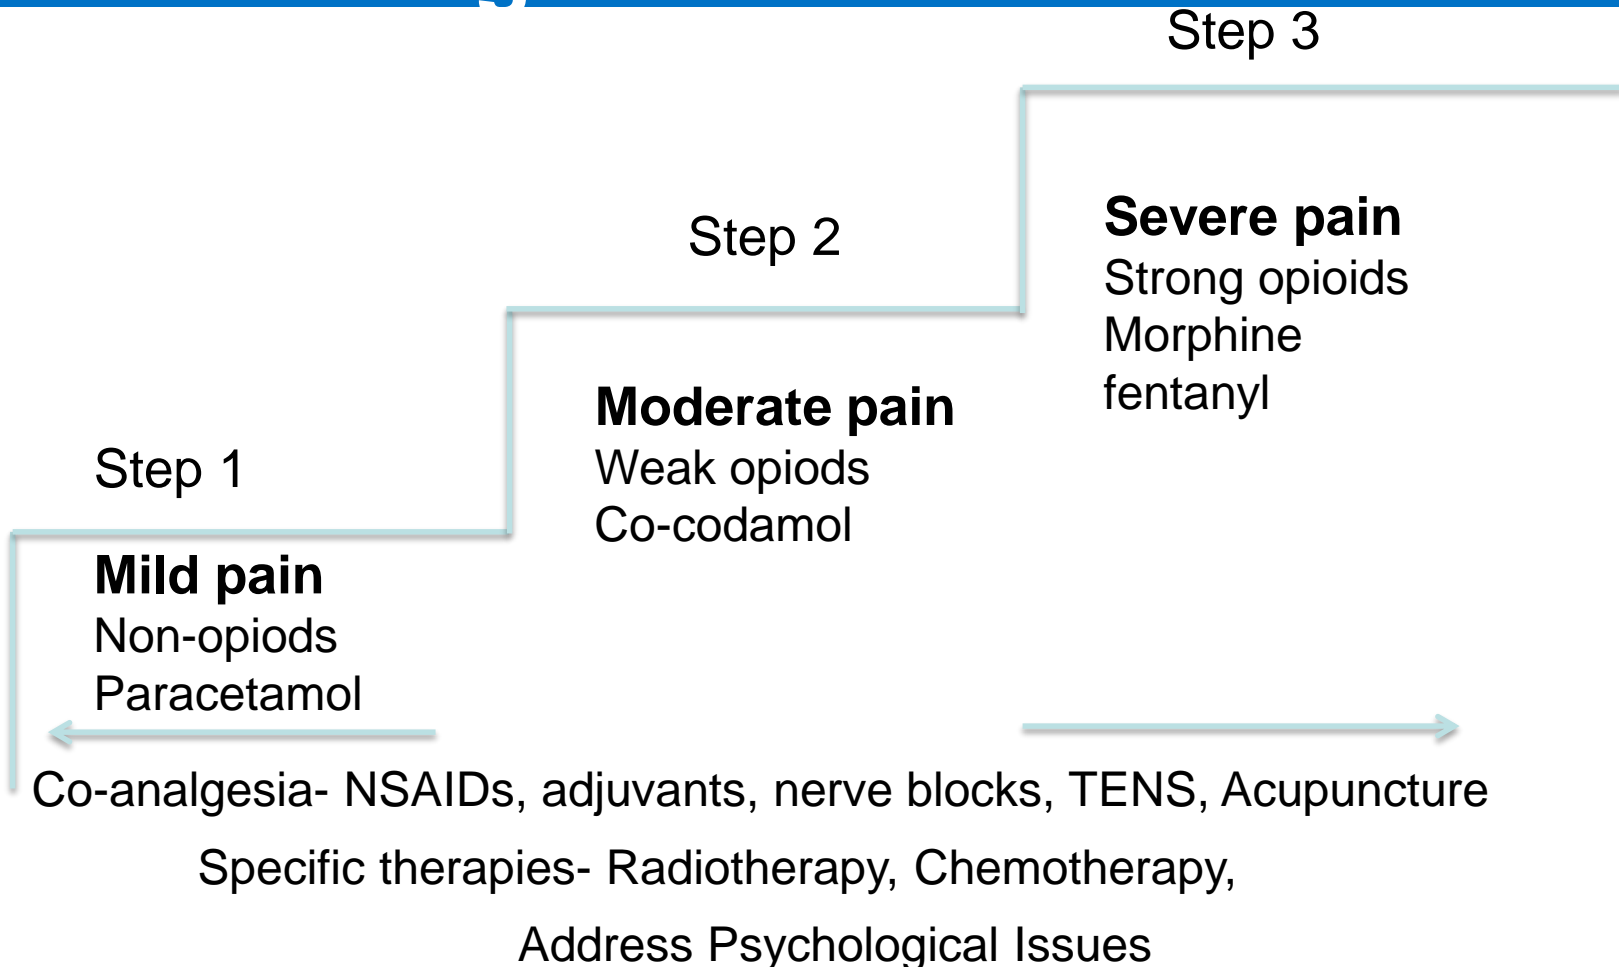 Step 3
Step 2
Severe pain
Strong opioids
Morphine
fentanyl
Moderate pain
Weak opiods
Co-codamol
Step 1
Mild pain
Non-opiods
Paracetamol
Co-analgesia- NSAIDs, adjuvants, nerve blocks, TENS, Acupuncture
Specific therapies- Radiotherapy, Chemotherapy,
Address Psychological Issues